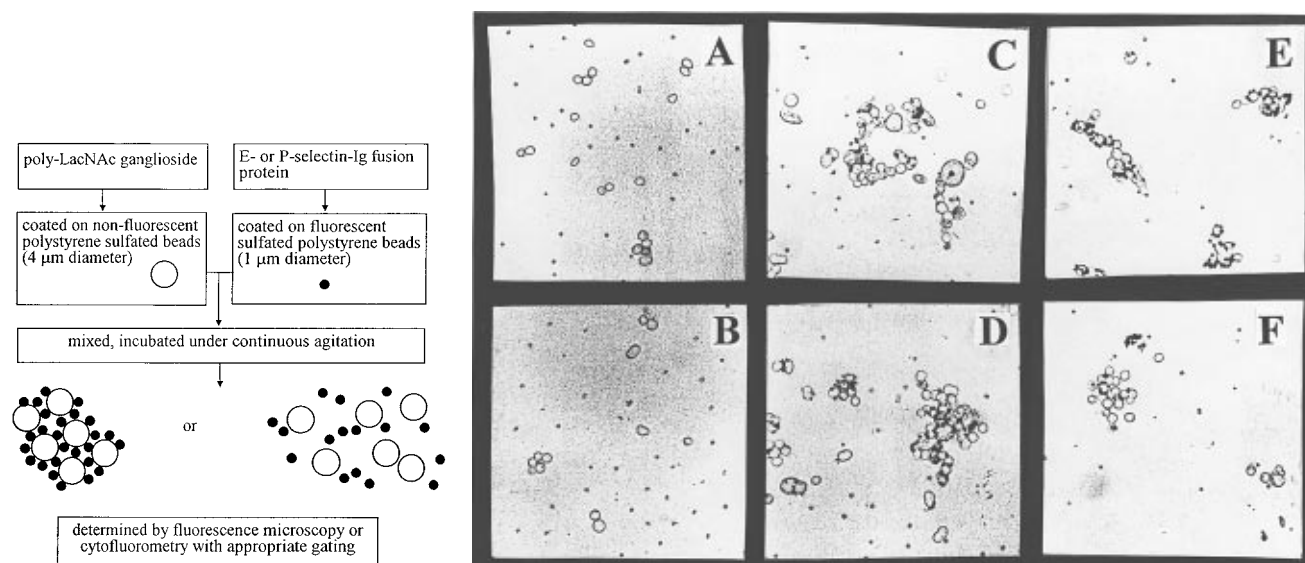 poly-LacNAc ganglioside
E- or P-selectin-Ig fusion
protein
coated on non-fluorescent
polystyrene sulfated beads
(4 μm diameter)
coated on fluorescent
sulfated polystyrene beads
(1 μm diameter)
mixed, incubated under continuous agitation
or
determined by fluorescence microscopy or
cytofluorometry with appropriate gating
A
C
E
B
D
F